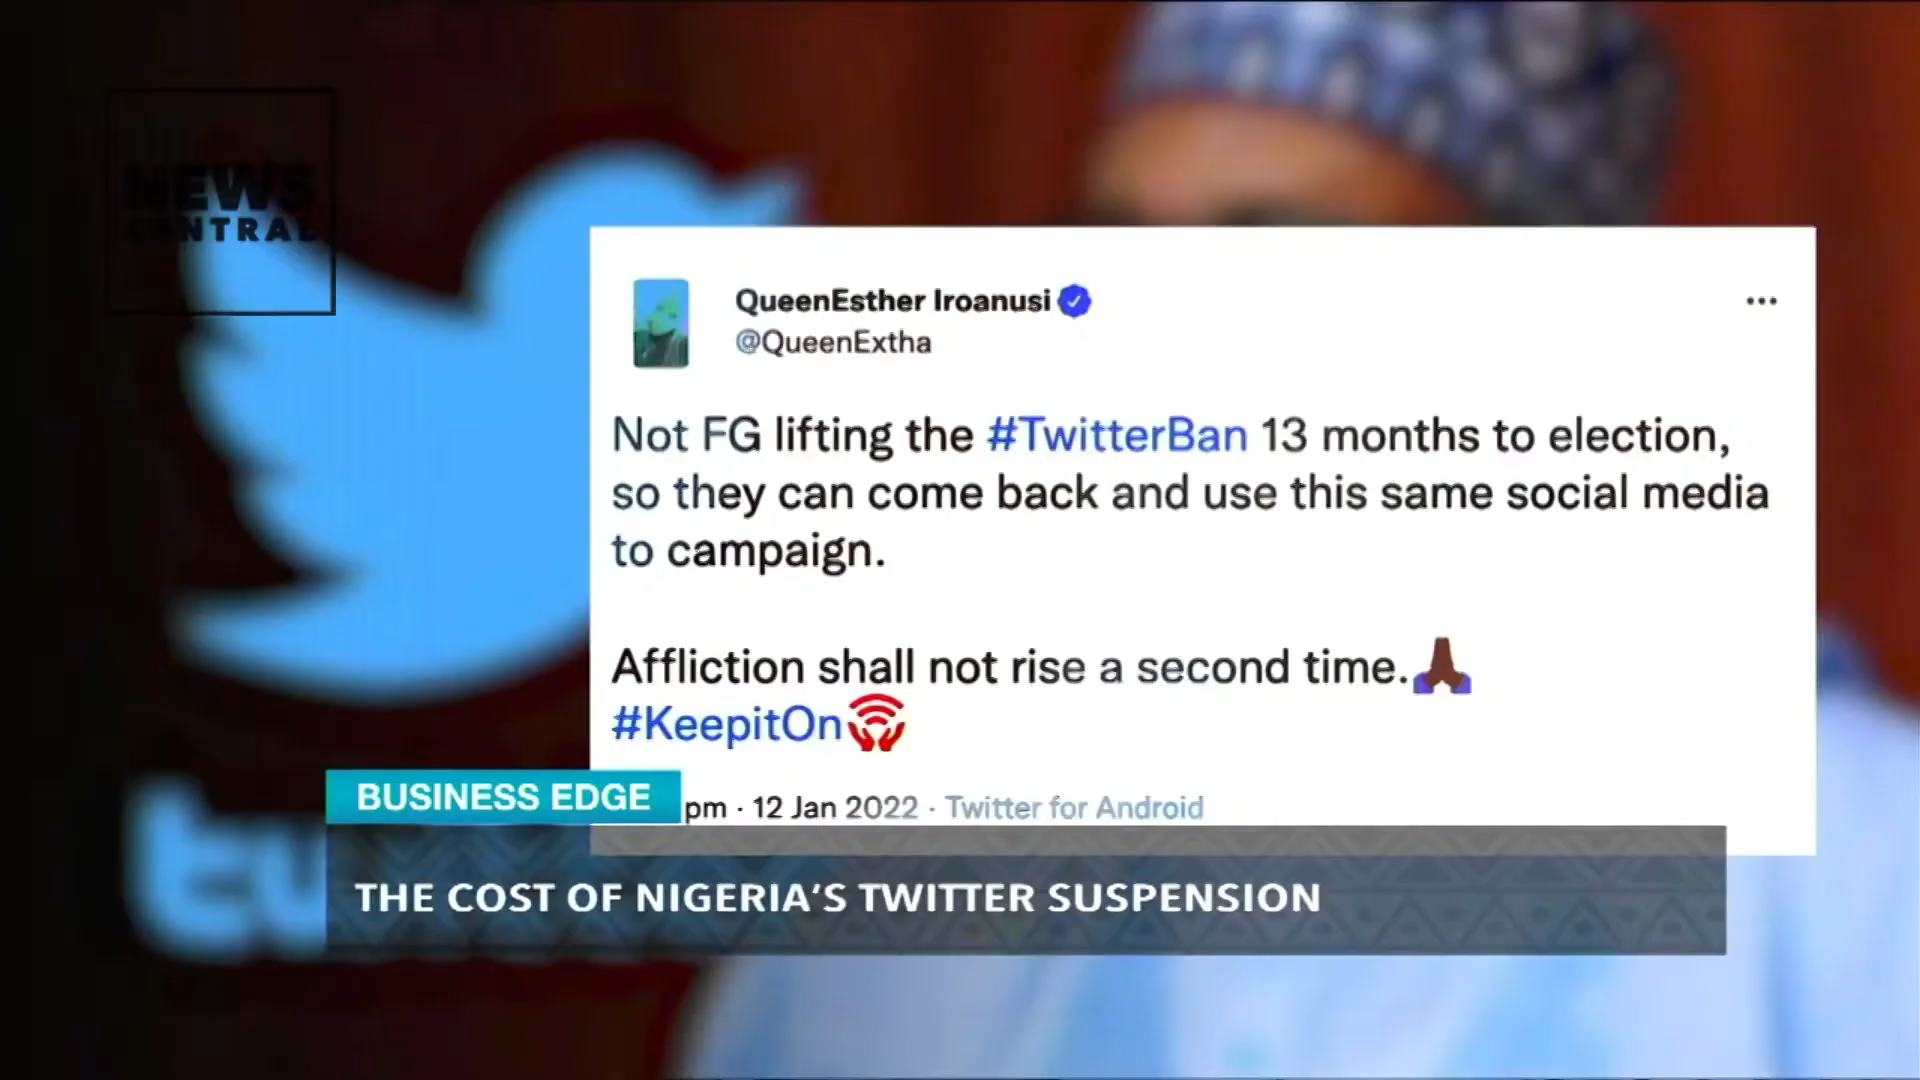 NEWS
CENTRAL
QueenEsther Iroanusi
@QueenExtha
Not FG lifting the #TwitterBan 13 months to election,
so they can come back and use this same social media
to campaign.
Affliction shall not rise a second time.🙏🏿
#KeepitOn
pm · 12 Jan 2022 · Twitter for Android
BUSINESS EDGE
THE COST OF NIGERIA'S TWITTER SUSPENSION